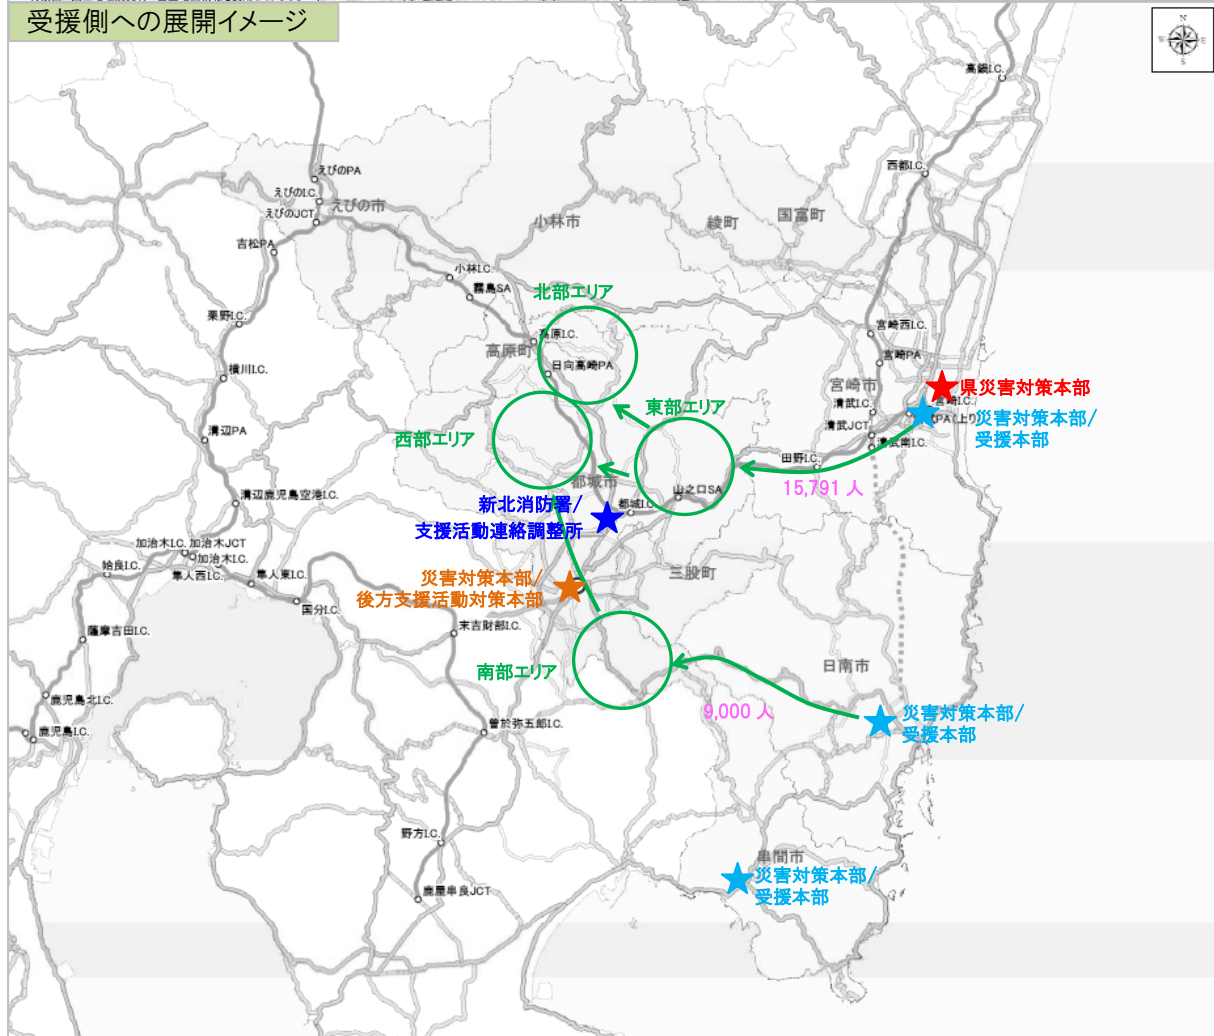 受援側への展開イメージ
N
W
E
S
高鍋I.C.
西都I.C.
えびのPA
えびのI.C.
えびの市
えびのJCT
吉松PA
小林市
綾町
国富町
小林I.C.
霧島SA
北部エリア
栗野I.C.
高原I.C.
高原町
日向高崎PA
宮崎西I.C.
宮崎PA
横川I.C.
宮崎市
県災害対策本部
清武I.C.
宮崎I.C.
東部エリア
PA(上り)
災害対策本部/
受援本部
清武JCT
清武南I.C.
溝辺PA
西部エリア
田野I.C.
都城市
15,791 人
山之口SA
溝辺鹿児島空港I.C.
都城I.C.
新北消防署/
支援活動連絡調整所
加治木I.C.
加治木JCT
加治木I.C.
姶良I.C.
隼人西I.C.
隼人東I.C.
三股町
災害対策本部/
後方支援活動対策本部
国分I.C.
末吉財部I.C.
薩摩吉田I.C.
南部エリア
日南市
鹿児島北I.C.
9,000 人
災害対策本部/
受援本部
鹿児島I.C.
曽於弥五郎I.C.
野方I.C.
串間市
災害対策本部/
受援本部
鹿屋串良JCT